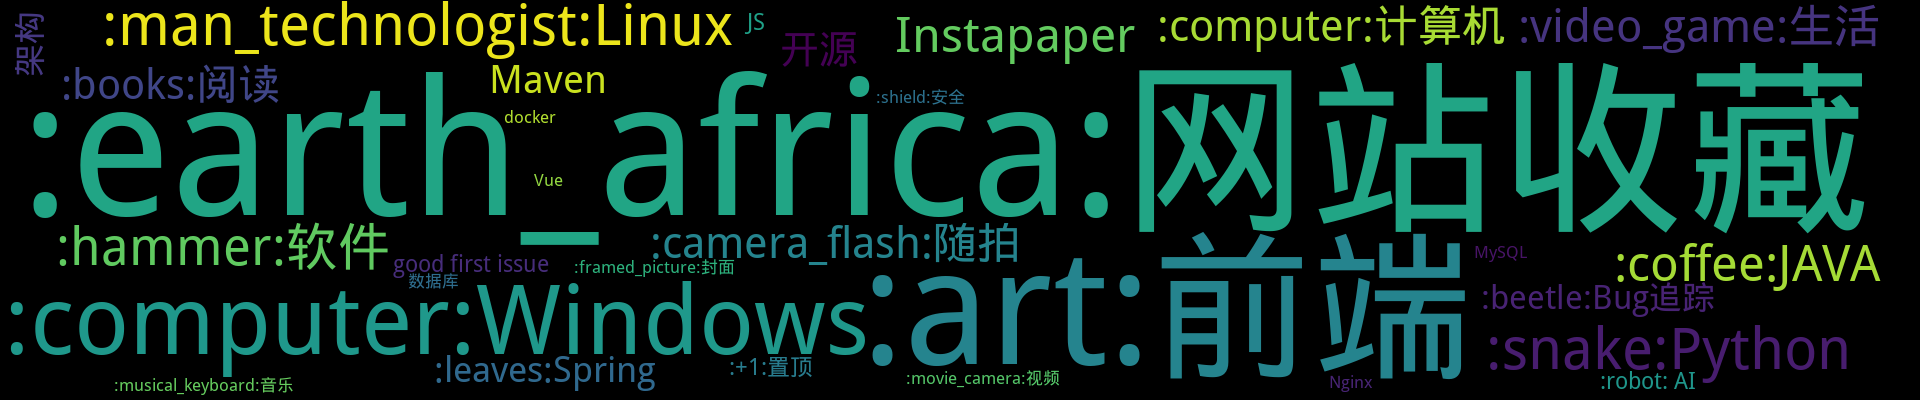 架构
:man_technologist:Linux
JS
开源
Instapaper
:computer:计算机
:video_game:生活
:books:阅读
Maven
docker
:shield:安全
Vue
:earth_africa:网站收藏
:hammer:软件
good first issue
数据库
:framed_picture:封面
:camera_flash:随拍
MySQL
:coffee:JAVA
:computer:Windows
:art:前端
:beetle:Bug追踪
:snake:Python
:leaves:Spring
:+1:置顶
:musical_keyboard:音乐
:movie_camera:视频
Nginx
:robot: AI